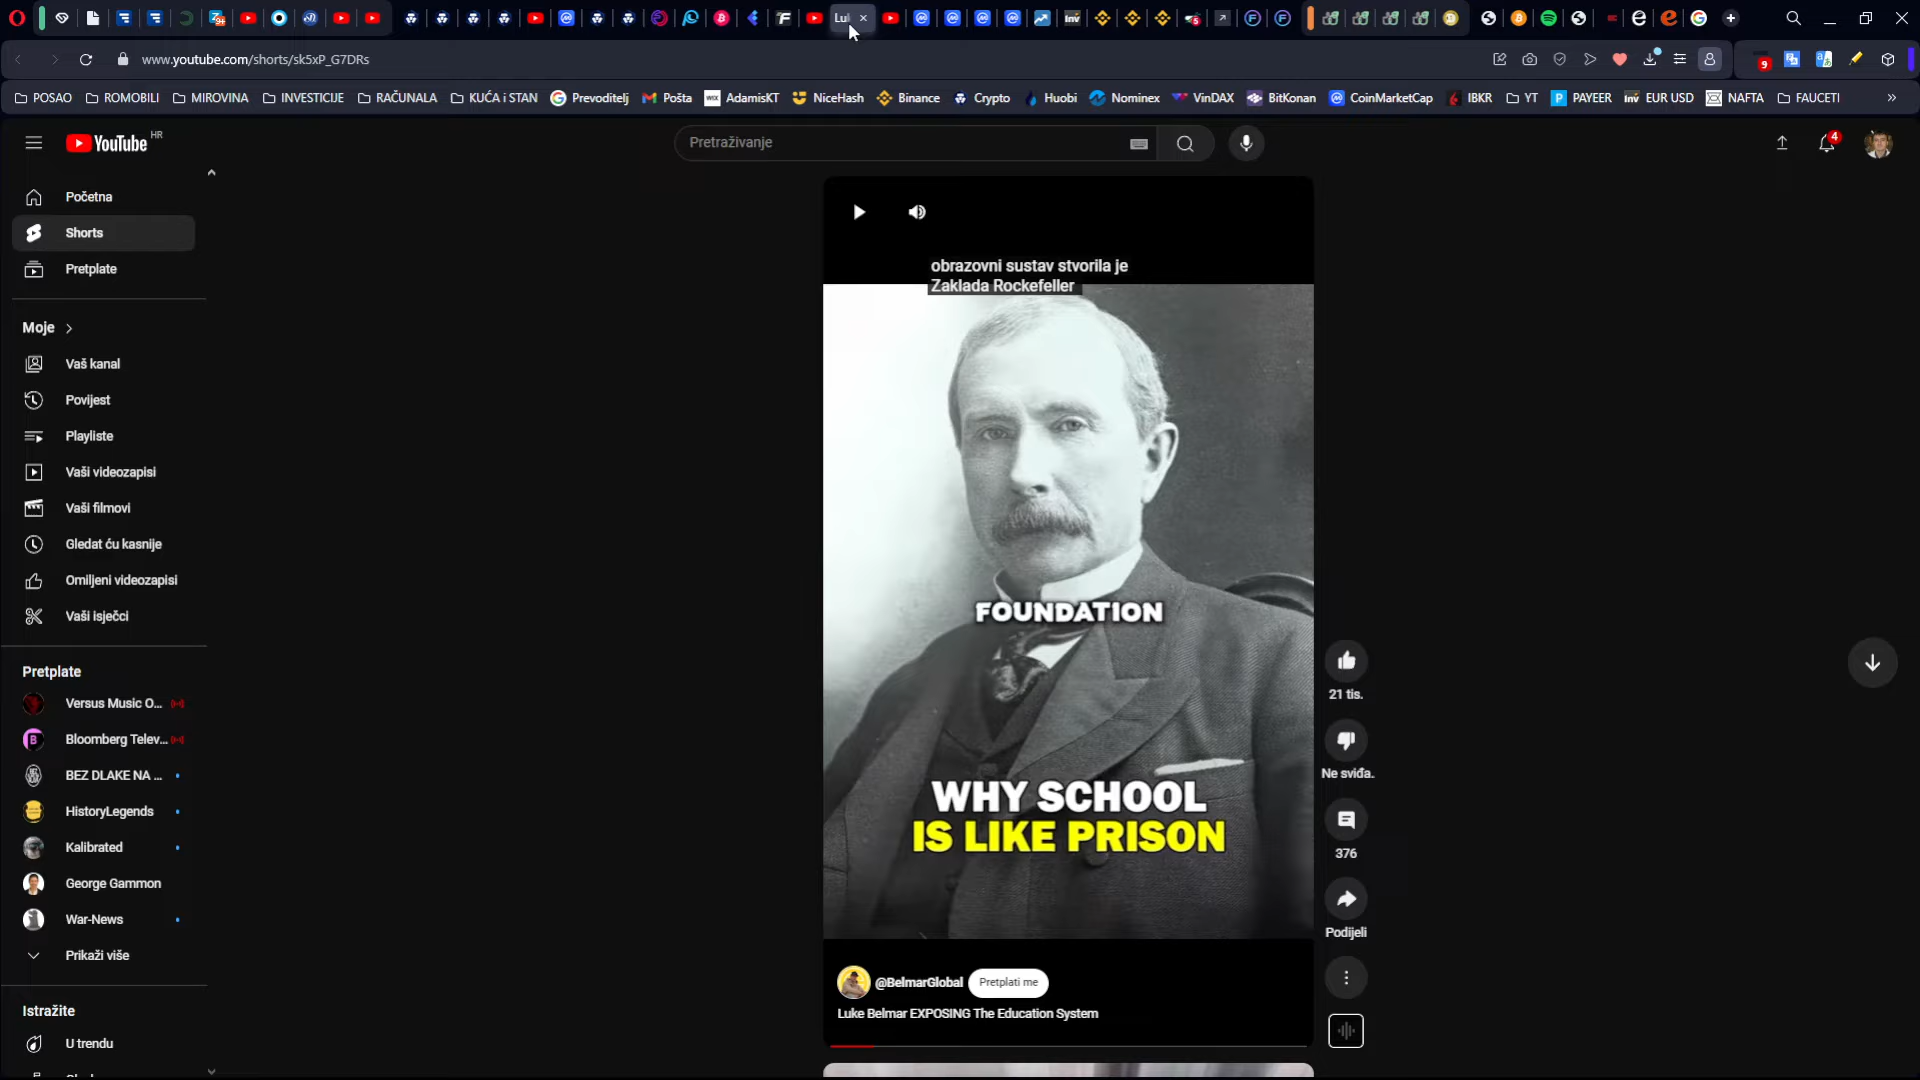 Lu
www.youtube.com/shorts/sk5xP_G7DRs
9
POSAO
ROMOBILI
MIROVINA
INVESTICIJE
RAČUNALA
KUĆA i STAN
Prevoditelj
Pošta
AdamisKT
NiceHash
Binance
Crypto
Huobi
Nominex
VinDAX
BitKonan
CoinMarketCap
IBKR
YT
PAYEER
EUR USD
NAFTA
FAUCETI
YouTube HR
Pretraživanje
4
Početna
Shorts
Pretplate
Moje
Vaš kanal
Povijest
Playliste
Vaši videozapisi
Vaši filmovi
Gledat ću kasnije
Omiljeni videozapisi
Vaši isječci
Pretplate
Versus Music O...
Bloomberg Telev...
BEZ DLAKE NA ...
HistoryLegends
Kalibrated
George Gammon
War-News
Prikaži više
Istražite
U trendu
obrazovni sustav stvorila je
Zaklada Rockefeller
FOUNDATION
WHY SCHOOL
IS LIKE PRISON
@BelmarGlobal
Pretplati me
Luke Belmar EXPOSING The Education System
21 tis.
Ne sviđa.
376
Podijeli